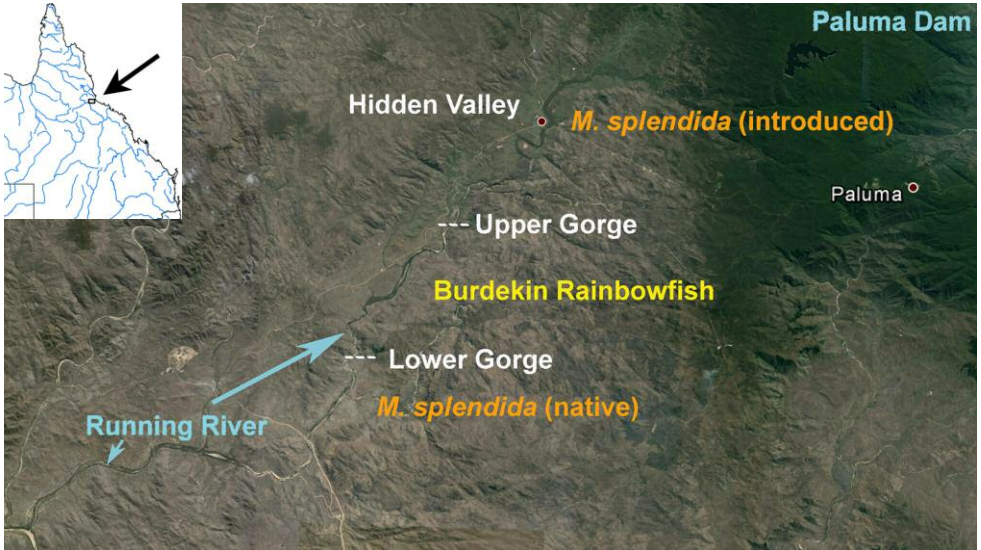 Paluma Dam
Hidden Valley
M. splendida (introduced)
Paluma
--- Upper Gorge
Burdekin Rainbowfish
--- Lower Gorge
M. splendida (native)
Running River